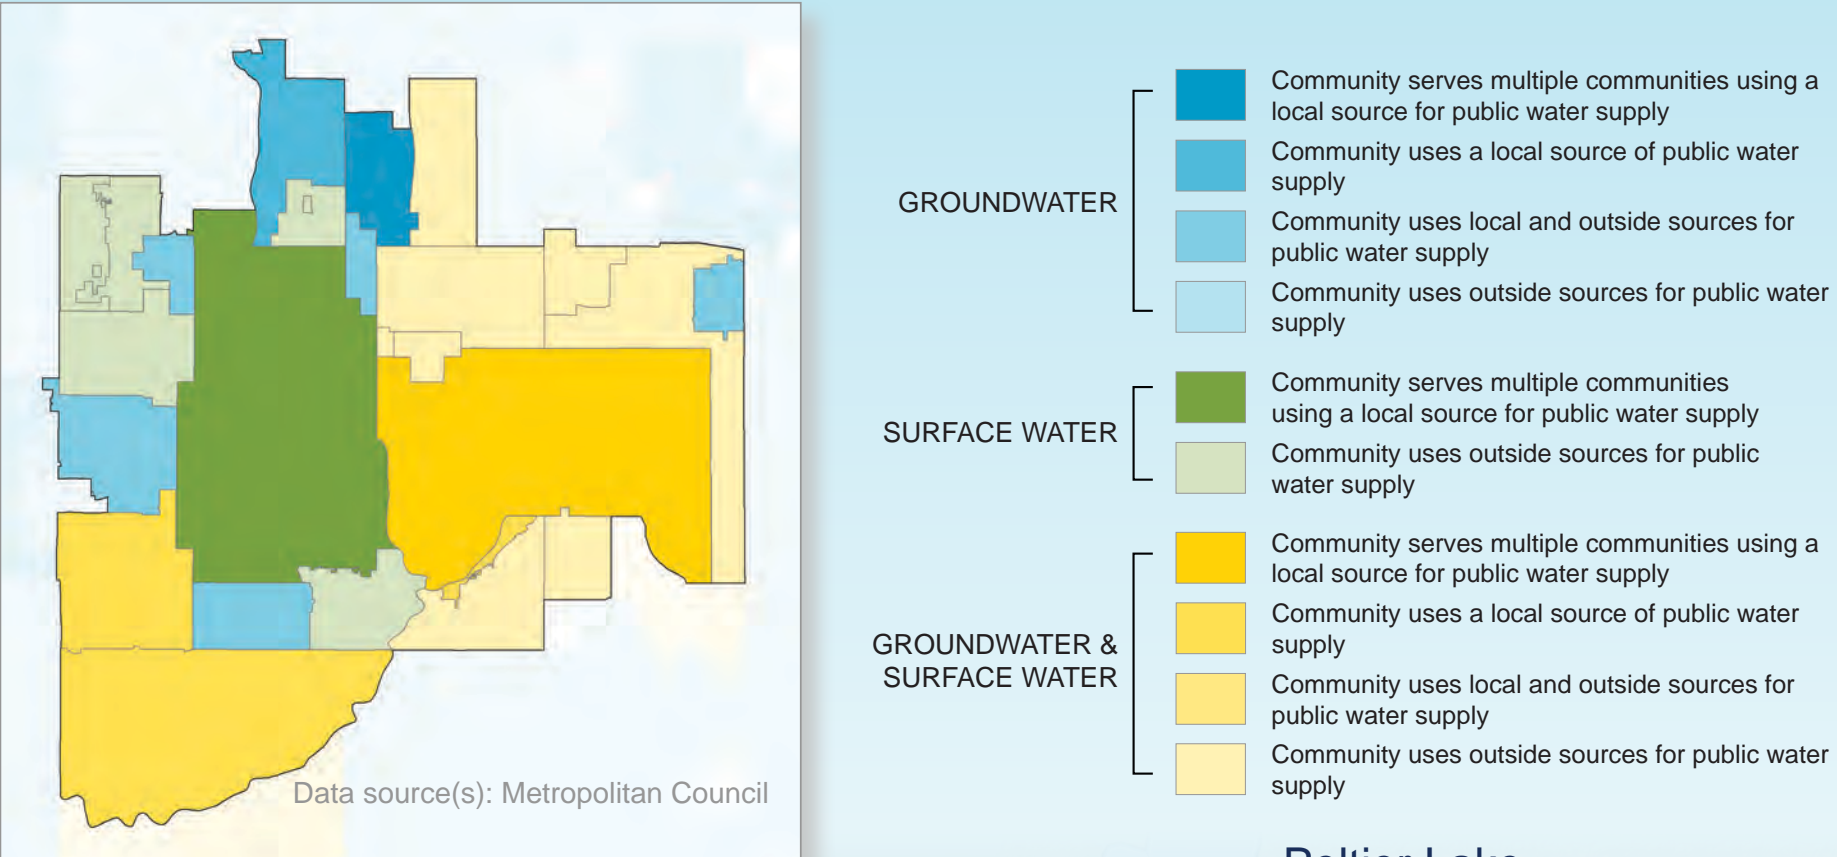 Data source(s): Metropolitan Council
GROUNDWATER
Community serves multiple communities using a
local source for public water supply
Community uses a local source of public water
supply
Community uses local and outside sources for
public water supply
Community uses outside sources for public water
supply
SURFACE WATER
Community serves multiple communities
using a local source for public water supply
Community uses outside sources for public
water supply
GROUNDWATER &
SURFACE WATER
Community serves multiple communities using a
local source for public water supply
Community uses a local source of public water
supply
Community uses local and outside sources for
public water supply
Community uses outside sources for public water
supply